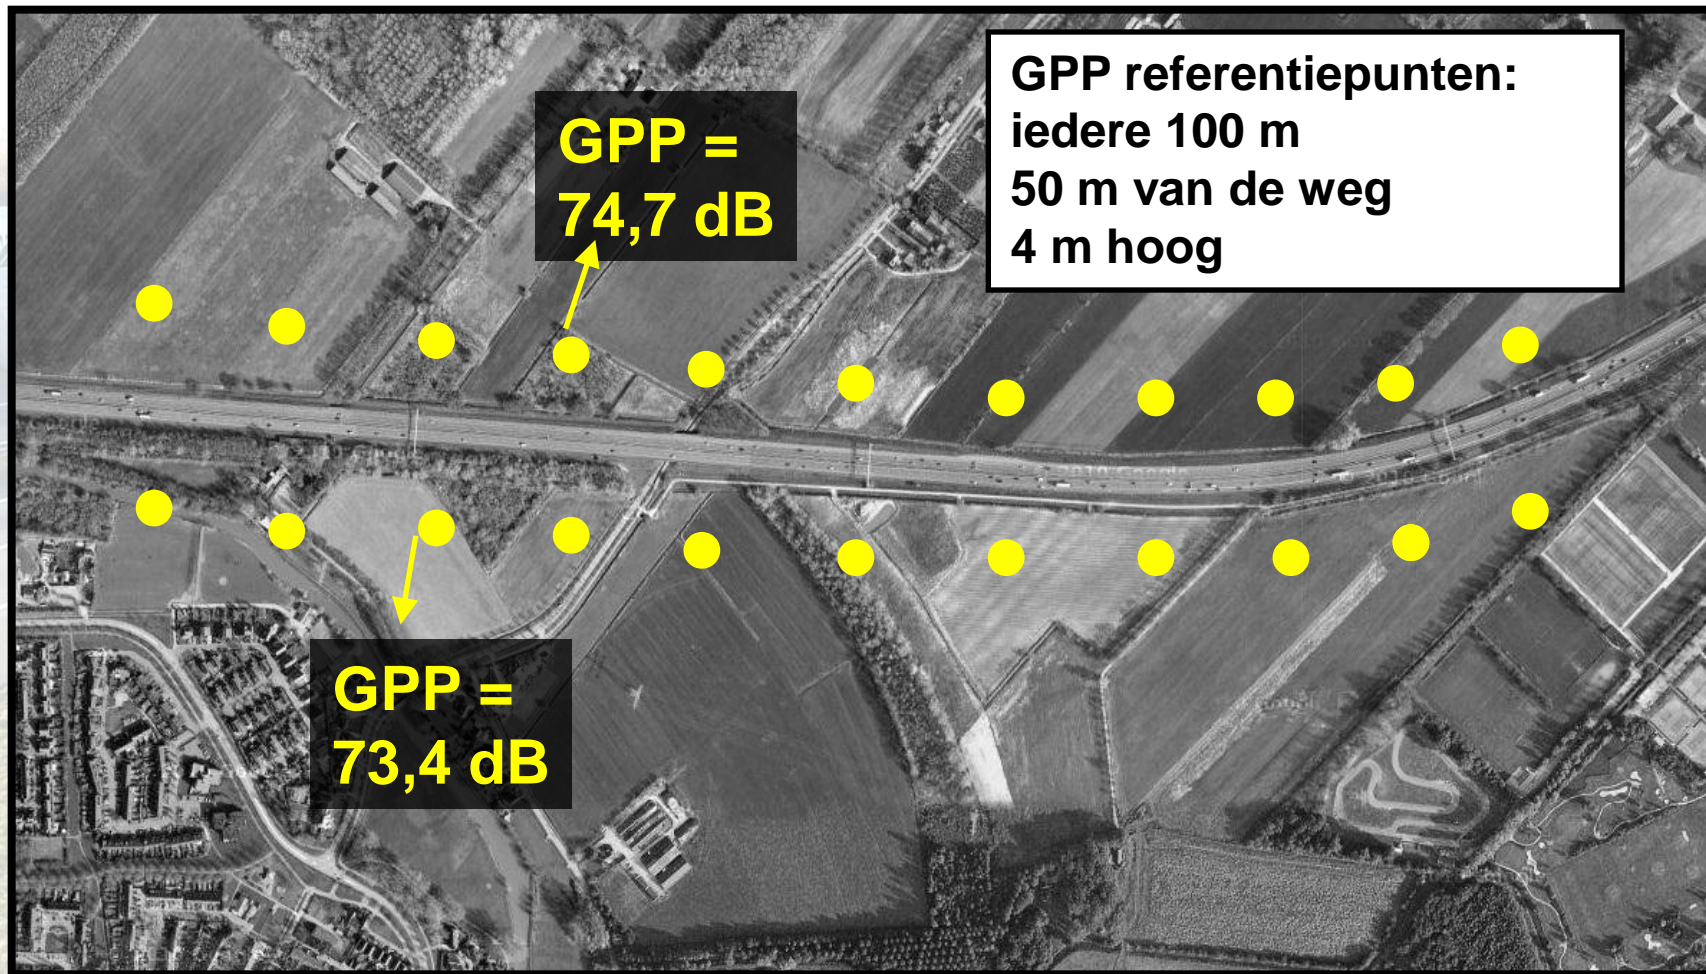 GPP referentiepunten:
iedere 100 m
50 m van de weg
4 m hoog
GPP =
74,7 dB
GPP =
73,4 dB